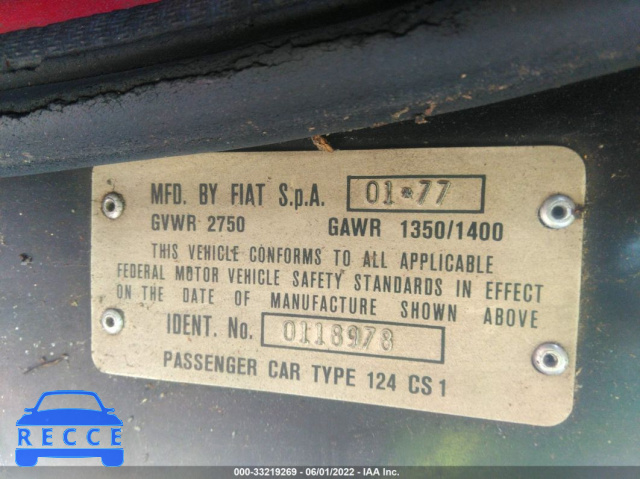 MFD. BY FIAT S.p.A. 01*77
GVWR 2750 GAWR 1350/1400
THIS VEHICLE CONFORMS TO ALL APPLICABLE
FEDERAL MOTOR VEHICLE SAFETY STANDARDS IN EFFECT
ON THE DATE OF MANUFACTURE SHOWN ABOVE
IDENT. No. 0118978
PASSENGER CAR TYPE 124 CS1
RECCE
000-33219269 - 06/01/2022 - IAA Inc.